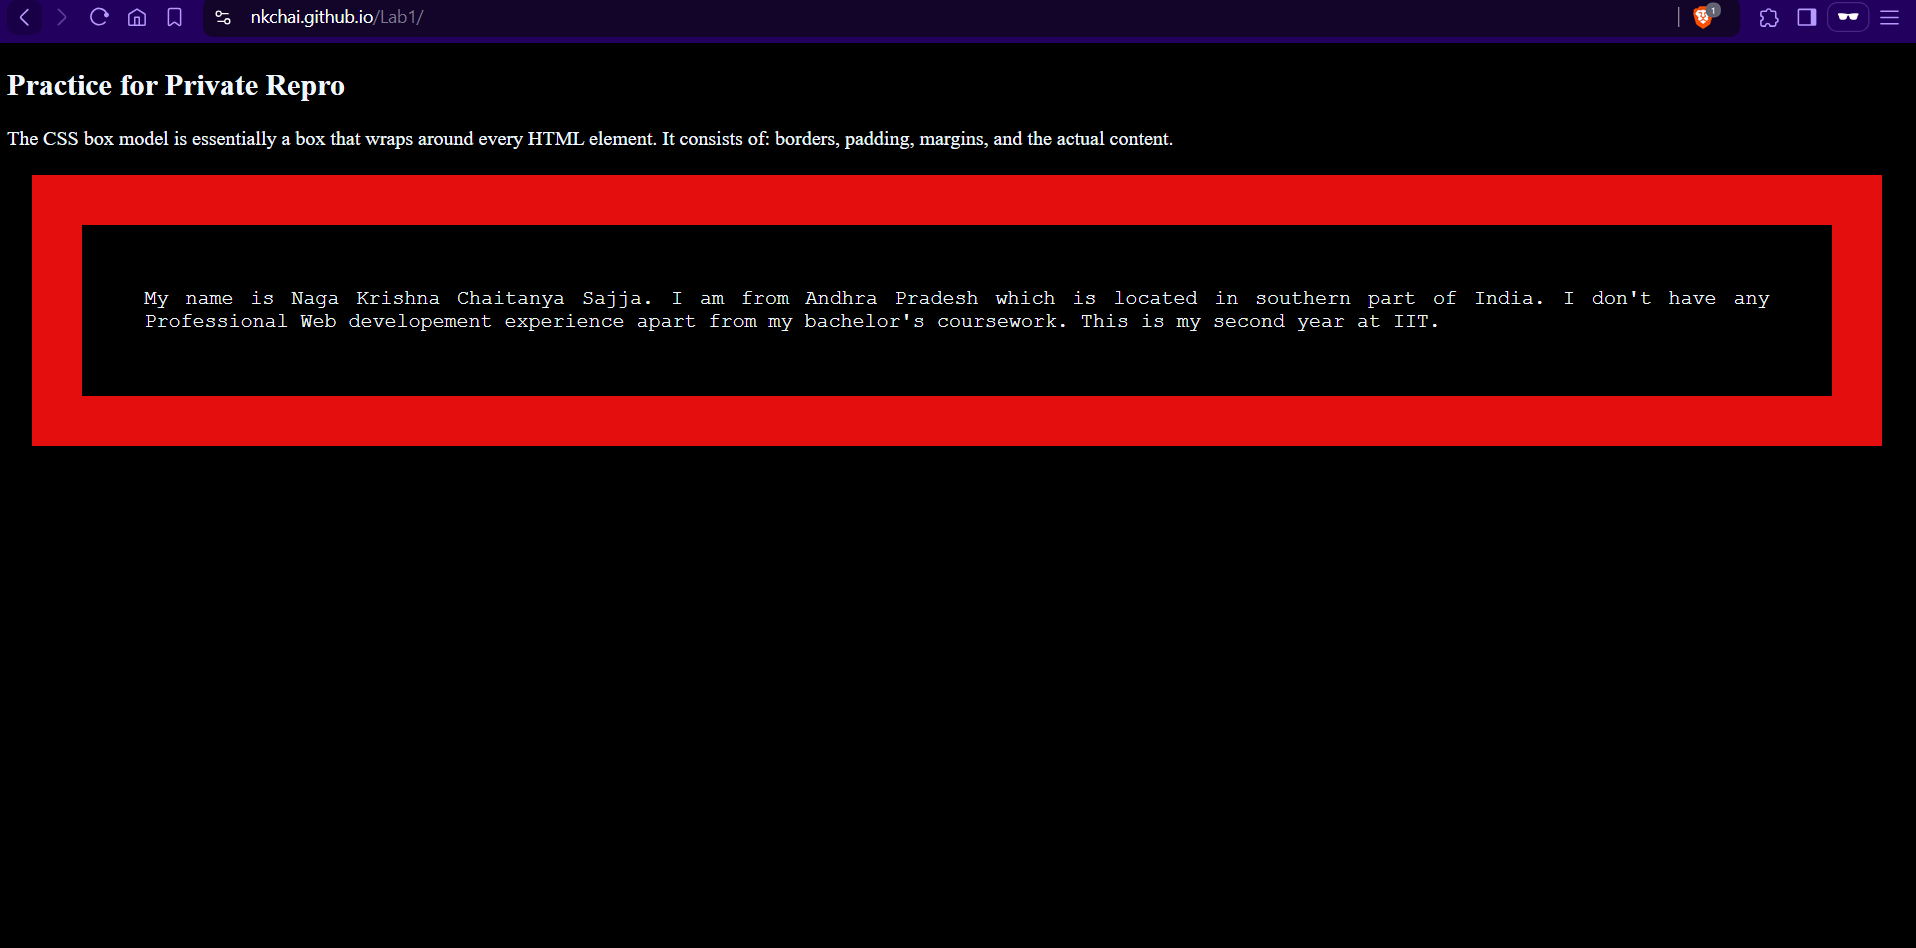 nkchai.github.io/Lab1/
1
Practice for Private Repro
The CSS box model is essentially a box that wraps around every HTML element. It consists of: borders, padding, margins, and the actual content.
My name is Naga Krishna Chaitanya Sajja. I am from Andhra Pradesh which is located in southern part of India. I don't have any
Professional Web developement experience apart from my bachelor's coursework. This is my second year at IIT.